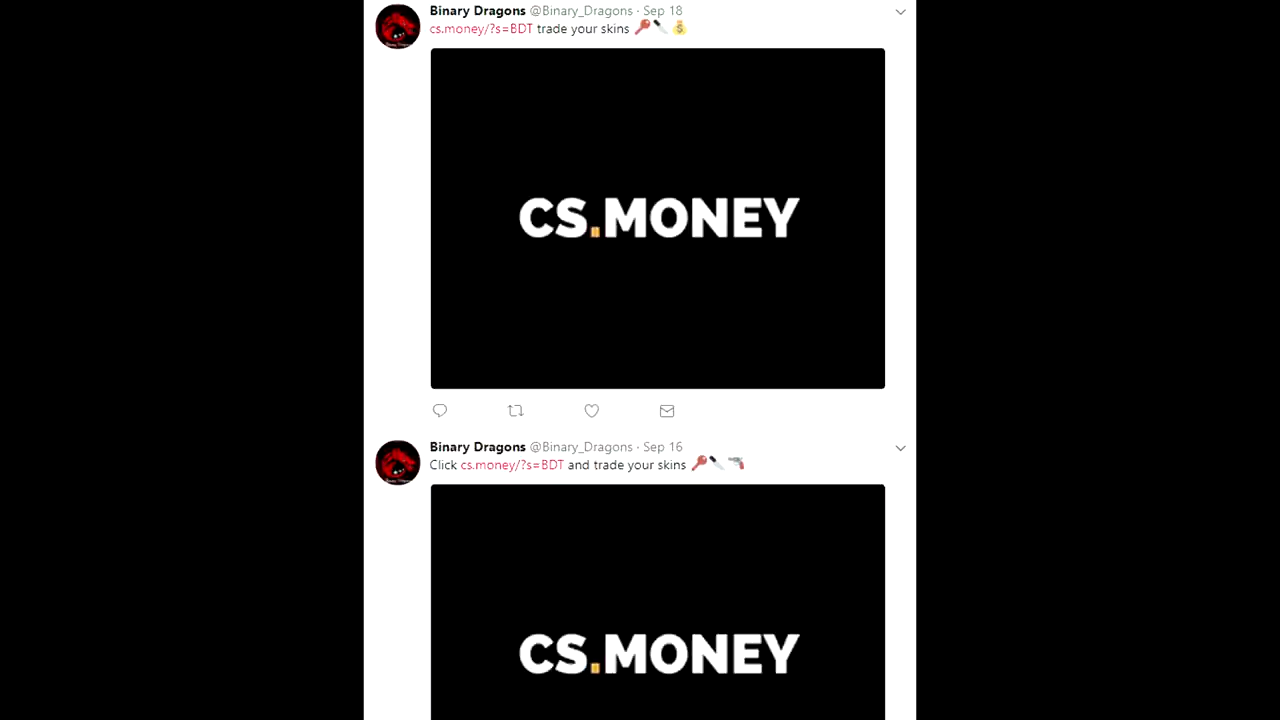 Binary Dragons @Binary_Dragons · Sep 18
cs.money/?s=BDT trade your skins 🔑🔪💰
CS.MONEY
Binary Dragons @Binary_Dragons · Sep 16
Click cs.money/?s=BDT and trade your skins 🔑🔪🔫
CS.MONEY